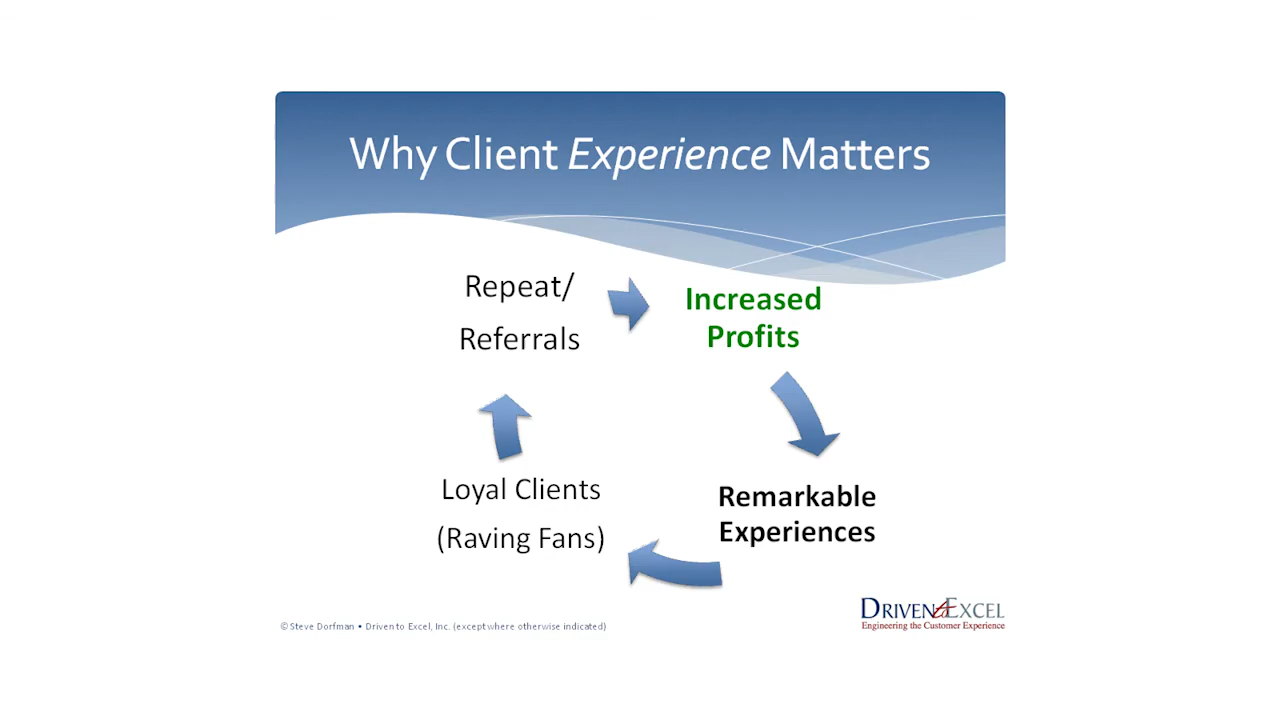 Why Client Experience Matters
Repeat/
Referrals
Increased
Profits
Loyal Clients
(Raving Fans)
Remarkable
Experiences
©Steve Dorfman • Driven to Excel, Inc. (except where otherwise indicated)
DRIVEN to EXCEL
Engineering the Customer Experience